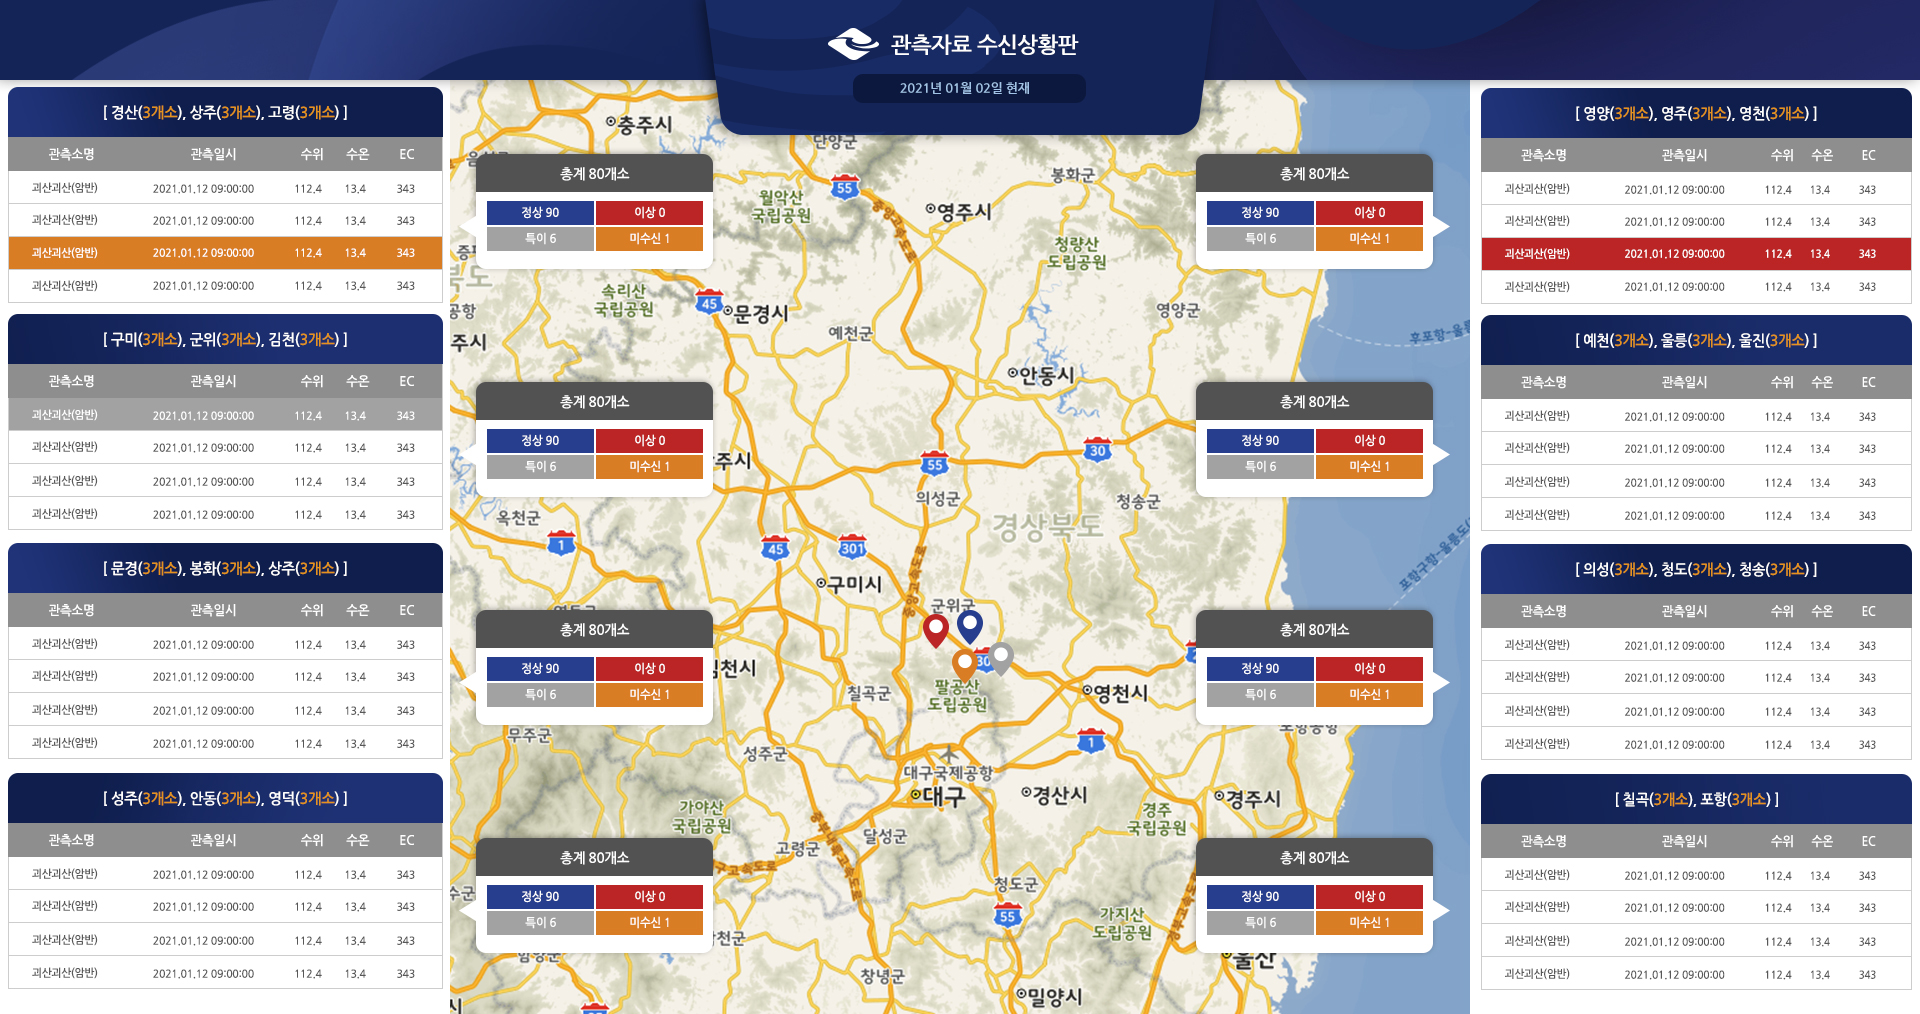 관측자료 수신상황판
2021년 01월 02일 현재
[ 경산(3개소), 상주(3개소), 고령(3개소) ]
관측소명 관측일시 수위 수온 EC
괴산괴산(암반) 2021.01.12 09:00:00 112.4 13.4 343
괴산괴산(암반) 2021.01.12 09:00:00 112.4 13.4 343
괴산괴산(암반) 2021.01.12 09:00:00 112.4 13.4 343
괴산괴산(암반) 2021.01.12 09:00:00 112.4 13.4 343
[ 구미(3개소), 군위(3개소), 김천(3개소) ]
관측소명 관측일시 수위 수온 EC
괴산괴산(암반) 2021.01.12 09:00:00 112.4 13.4 343
괴산괴산(암반) 2021.01.12 09:00:00 112.4 13.4 343
괴산괴산(암반) 2021.01.12 09:00:00 112.4 13.4 343
괴산괴산(암반) 2021.01.12 09:00:00 112.4 13.4 343
[ 문경(3개소), 봉화(3개소), 상주(3개소) ]
관측소명 관측일시 수위 수온 EC
괴산괴산(암반) 2021.01.12 09:00:00 112.4 13.4 343
괴산괴산(암반) 2021.01.12 09:00:00 112.4 13.4 343
괴산괴산(암반) 2021.01.12 09:00:00 112.4 13.4 343
괴산괴산(암반) 2021.01.12 09:00:00 112.4 13.4 343
[ 성주(3개소), 안동(3개소), 영덕(3개소) ]
관측소명 관측일시 수위 수온 EC
괴산괴산(암반) 2021.01.12 09:00:00 112.4 13.4 343
괴산괴산(암반) 2021.01.12 09:00:00 112.4 13.4 343
괴산괴산(암반) 2021.01.12 09:00:00 112.4 13.4 343
괴산괴산(암반) 2021.01.12 09:00:00 112.4 13.4 343
총계 80개소
정상 90 이상 0
특이 6 미수신 1
총계 80개소
정상 90 이상 0
특이 6 미수신 1
총계 80개소
정상 90 이상 0
특이 6 미수신 1
총계 80개소
정상 90 이상 0
특이 6 미수신 1
충주시
단양군
월악산
국립공원
55
영주시
봉화군
중앙고속도로
청량산
도립공원
속리산
국립공원
45
문경시
예천군
영양군
공항
주시
안동시
주시
55
30
의성군
청송군
옥천군
경상북도
1
45
301
구미시
중앙고속도로
군위군
30
천시
칠곡군
팔공산
도립공원
영천시
무주군
성주군
1
대구국제공항
대구
경산시
경주시
가야산
국립공원
경주
국립공원
달성군
고령군
중부내륙고속도로
구고속도로
청도군
55
가지산
도립공원
창녕군
울산
밀양시
총계 80개소
정상 90 이상 0
특이 6 미수신 1
총계 80개소
정상 90 이상 0
특이 6 미수신 1
총계 80개소
정상 90 이상 0
특이 6 미수신 1
총계 80개소
정상 90 이상 0
특이 6 미수신 1
[ 영양(3개소), 영주(3개소), 영천(3개소) ]
관측소명 관측일시 수위 수온 EC
괴산괴산(암반) 2021.01.12 09:00:00 112.4 13.4 343
괴산괴산(암반) 2021.01.12 09:00:00 112.4 13.4 343
괴산괴산(암반) 2021.01.12 09:00:00 112.4 13.4 343
괴산괴산(암반) 2021.01.12 09:00:00 112.4 13.4 343
[ 예천(3개소), 울릉(3개소), 울진(3개소) ]
관측소명 관측일시 수위 수온 EC
괴산괴산(암반) 2021.01.12 09:00:00 112.4 13.4 343
괴산괴산(암반) 2021.01.12 09:00:00 112.4 13.4 343
괴산괴산(암반) 2021.01.12 09:00:00 112.4 13.4 343
괴산괴산(암반) 2021.01.12 09:00:00 112.4 13.4 343
[ 의성(3개소), 청도(3개소), 청송(3개소) ]
관측소명 관측일시 수위 수온 EC
괴산괴산(암반) 2021.01.12 09:00:00 112.4 13.4 343
괴산괴산(암반) 2021.01.12 09:00:00 112.4 13.4 343
괴산괴산(암반) 2021.01.12 09:00:00 112.4 13.4 343
괴산괴산(암반) 2021.01.12 09:00:00 112.4 13.4 343
[ 칠곡(3개소), 포항(3개소) ]
관측소명 관측일시 수위 수온 EC
괴산괴산(암반) 2021.01.12 09:00:00 112.4 13.4 343
괴산괴산(암반) 2021.01.12 09:00:00 112.4 13.4 343
괴산괴산(암반) 2021.01.12 09:00:00 112.4 13.4 343
괴산괴산(암반) 2021.01.12 09:00:00 112.4 13.4 343